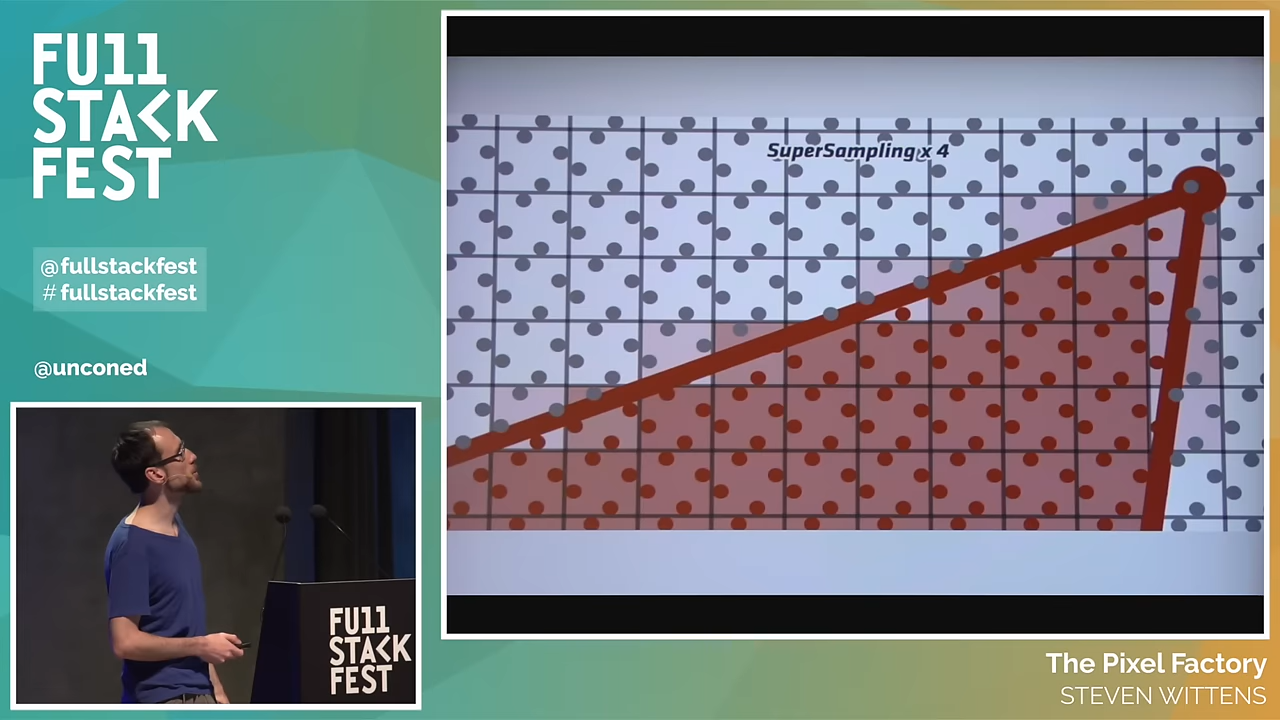 FU11
STACK
FEST
@fullstackfest
# fullstackfest
@unconed
SuperSampling x 4
FU11
STACK
FEST
The Pixel Factory
STEVEN WITTENS